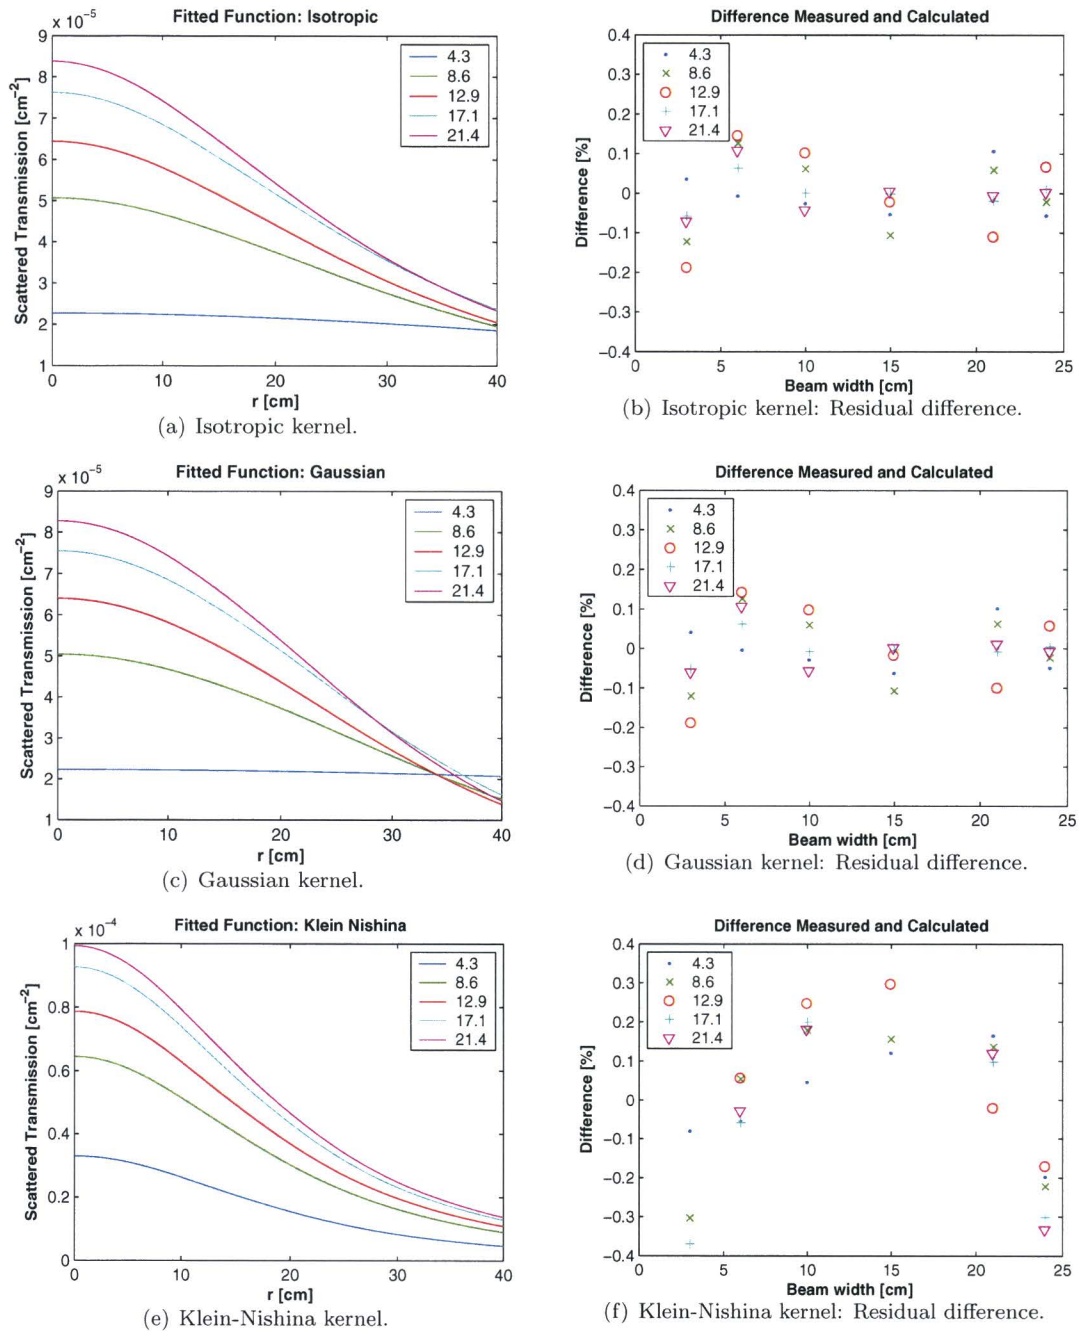 Fitted Function: Isotropic
x 10⁻⁵
9
8
7
6
5
4
3
2
1
Scattered Transmission [cm⁻²]
0 10 20 30 40
r [cm]
4.3
8.6
12.9
17.1
21.4
(a) Isotropic kernel.
Difference Measured and Calculated
0.4
0.3
0.2
0.1
0
−0.1
−0.2
−0.3
−0.4
Difference [%]
0 5 10 15 20 25
Beam width [cm]
4.3
8.6
12.9
17.1
21.4
(b) Isotropic kernel: Residual difference.
Fitted Function: Gaussian
x 10⁻⁵
9
8
7
6
5
4
3
2
1
Scattered Transmission [cm⁻²]
0 10 20 30 40
r [cm]
4.3
8.6
12.9
17.1
21.4
(c) Gaussian kernel.
Difference Measured and Calculated
0.4
0.3
0.2
0.1
0
−0.1
−0.2
−0.3
−0.4
Difference [%]
0 5 10 15 20 25
Beam width [cm]
4.3
8.6
12.9
17.1
21.4
(d) Gaussian kernel: Residual difference.
Fitted Function: Klein Nishina
x 10⁻⁴
1
0.8
0.6
0.4
0.2
0
Scattered Transmission [cm⁻²]
0 10 20 30 40
r [cm]
4.3
8.6
12.9
17.1
21.4
(e) Klein-Nishina kernel.
Difference Measured and Calculated
0.4
0.3
0.2
0.1
0
−0.1
−0.2
−0.3
−0.4
Difference [%]
0 5 10 15 20 25
Beam width [cm]
4.3
8.6
12.9
17.1
21.4
(f) Klein-Nishina kernel: Residual difference.